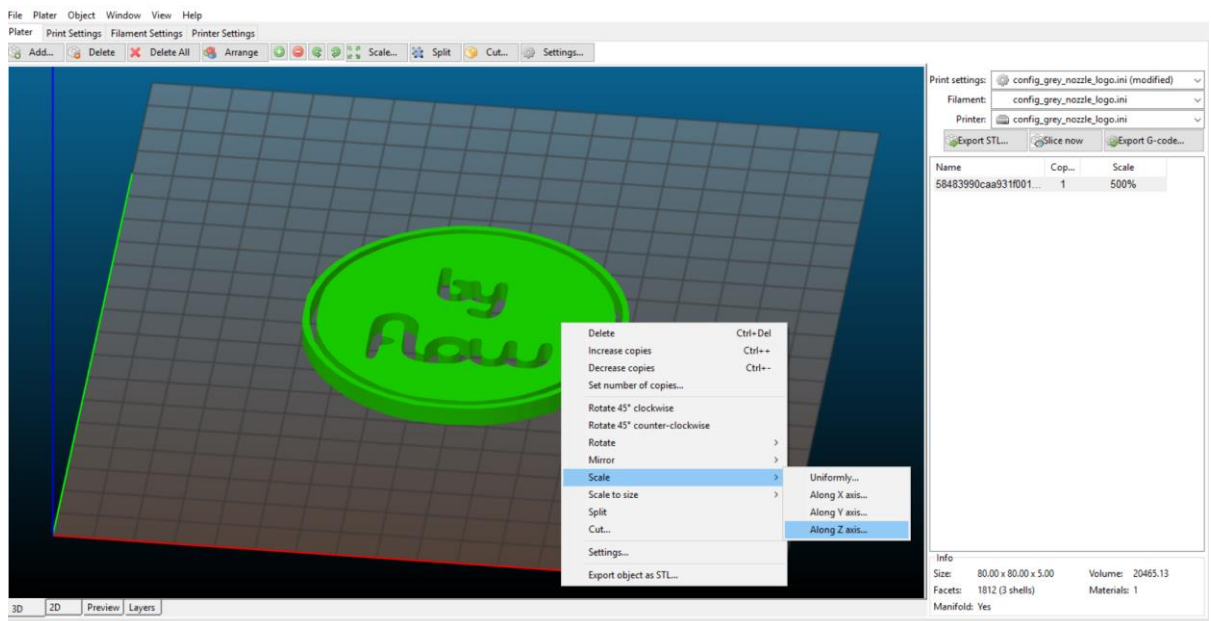 File Plater Object Window View Help
Plater Print Settings Filament Settings Printer Settings
Add... Delete Delete All Arrange Scale... Split Cut... Settings...
Print settings: config_grey_nozzle_logo.ini (modified)
Filament: config_grey_nozzle_logo.ini
Printer: config_grey_nozzle_logo.ini
Export STL... Slice now Export G-code...
Name Cop... Scale
58483990caa931f001... 1 500%
by
flow
Delete Ctrl+Del
Increase copies Ctrl++
Decrease copies Ctrl+-
Set number of copies...
Rotate 45° clockwise
Rotate 45° counter-clockwise
Rotate
Mirror
Scale
Scale to size
Split
Cut...
Settings...
Export object as STL...
Uniformly...
Along X axis...
Along Y axis...
Along Z axis...
Info
Size: 80.00 x 80.00 x 5.00 Volume: 20465.13
Facets: 1812 (3 shells) Materials: 1
Manifold: Yes
3D 2D Preview Layers